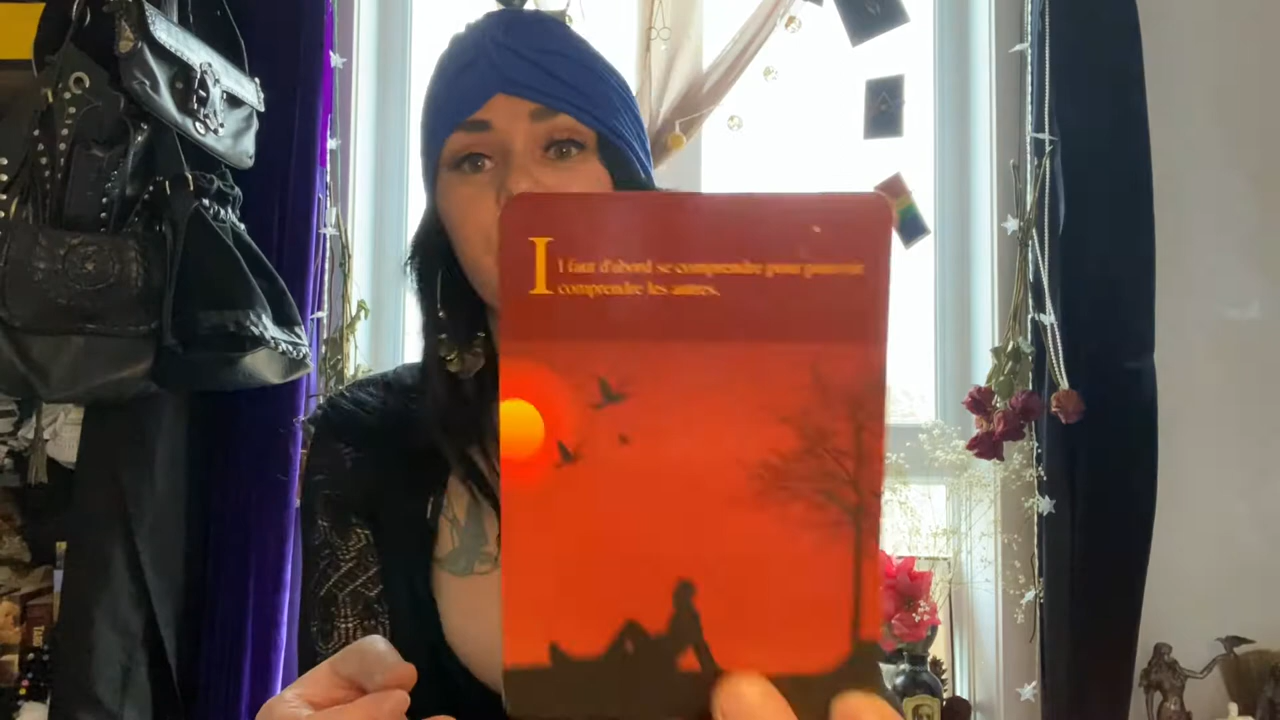 Il faut d'abord se comprendre pour pouvoir
comprendre les autres.